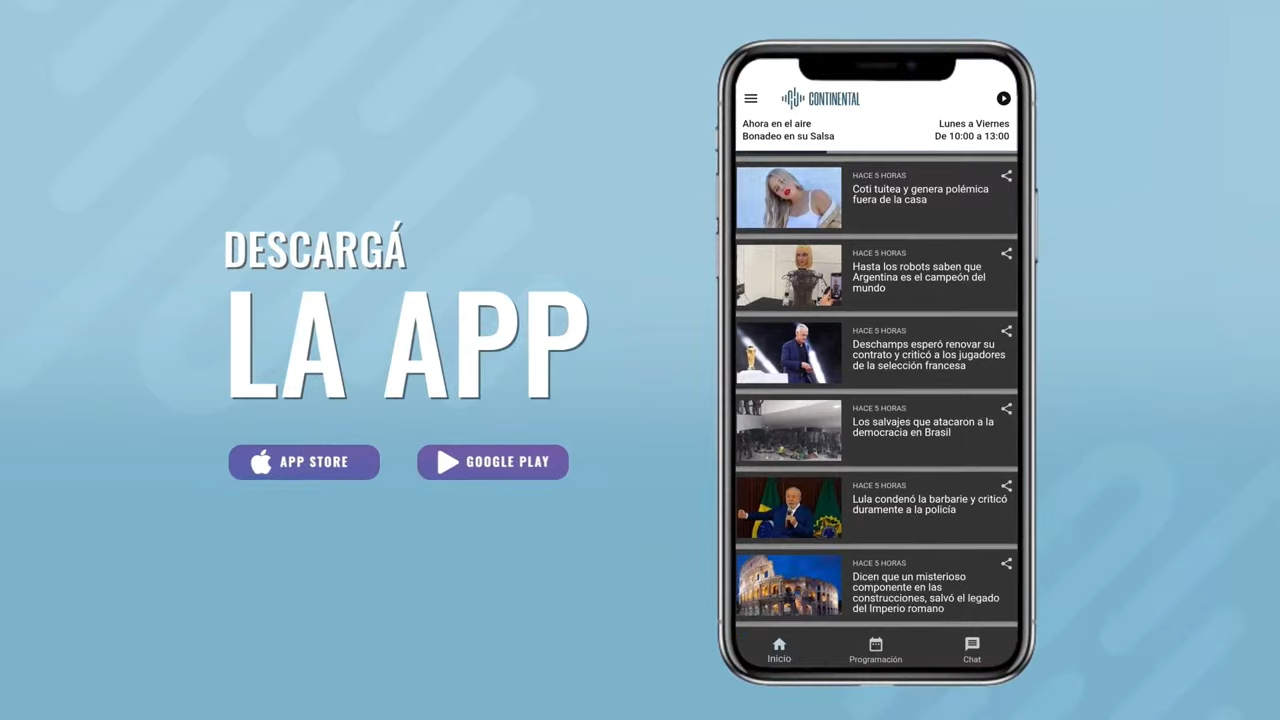 DESCARGÁ
LA APP
APP STORE
GOOGLE PLAY
CONTINENTAL
Ahora en el aire
Bonadeo en su Salsa
Lunes a Viernes
De 10:00 a 13:00
HACE 5 HORAS
Coti tuitea y genera polémica
fuera de la casa
HACE 5 HORAS
Hasta los robots saben que
Argentina es el campeón del
mundo
HACE 5 HORAS
Deschamps esperó renovar su
contrato y criticó a los jugadores
de la selección francesa
HACE 5 HORAS
Los salvajes que atacaron a la
democracia en Brasil
HACE 5 HORAS
Lula condenó la barbarie y criticó
duramente a la policía
HACE 5 HORAS
Dicen que un misterioso
componente en las
construcciones, salvó el legado
del Imperio romano
Inicio
Programación
Chat